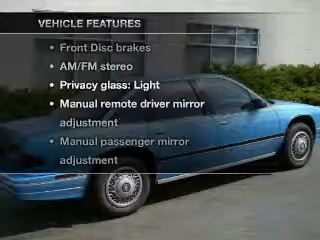 VEHICLE FEATURES
• Front Disc brakes
• AM/FM stereo
• Privacy glass: Light
• Manual remote driver mirror
adjustment
• Manual passenger mirror
adjustment